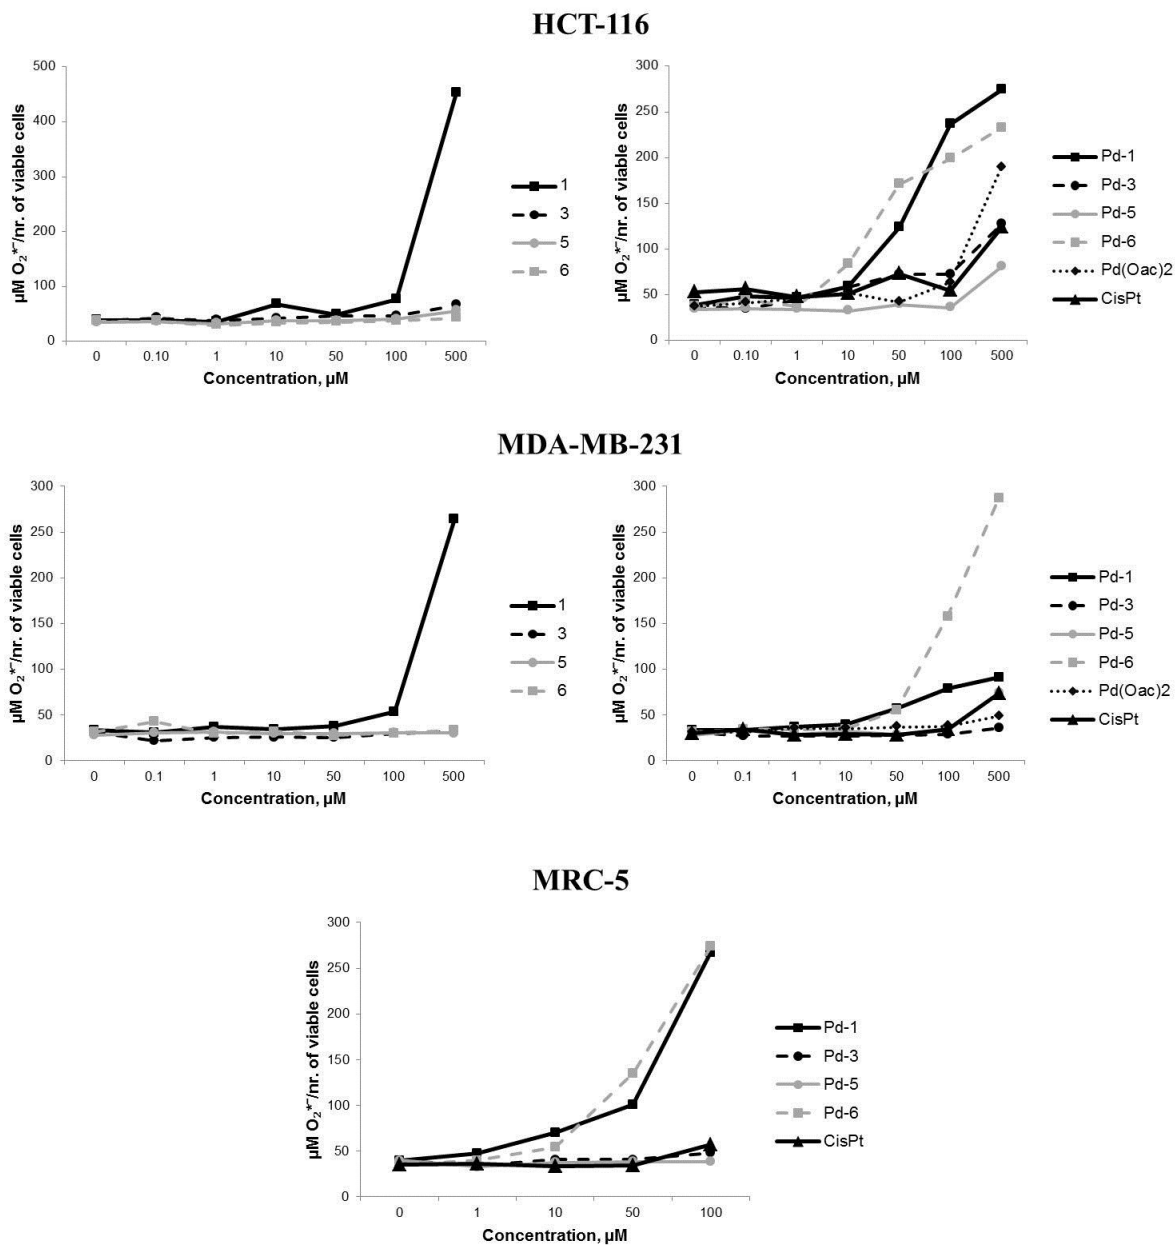 HCT-116
µM O₂*⁻/nr. of viable cells
500
400
300
200
100
0
0 0.10 1 10 50 100 500
Concentration, µM
1
3
5
6
µM O₂*⁻/nr. of viable cells
300
250
200
150
100
50
0
0 0.10 1 10 50 100 500
Concentration, µM
Pd-1
Pd-3
Pd-5
Pd-6
Pd(Oac)2
CisPt
MDA-MB-231
µM O₂*⁻/nr. of viable cells
300
250
200
150
100
50
0
0 0.1 1 10 50 100 500
Concentration, µM
1
3
5
6
µM O₂*⁻/nr. of viable cells
300
250
200
150
100
50
0
0 0.1 1 10 50 100 500
Concentration, µM
Pd-1
Pd-3
Pd-5
Pd-6
Pd(Oac)2
CisPt
MRC-5
µM O₂*⁻/nr. of viable cells
300
250
200
150
100
50
0
0 1 10 50 100
Concentration, µM
Pd-1
Pd-3
Pd-5
Pd-6
CisPt